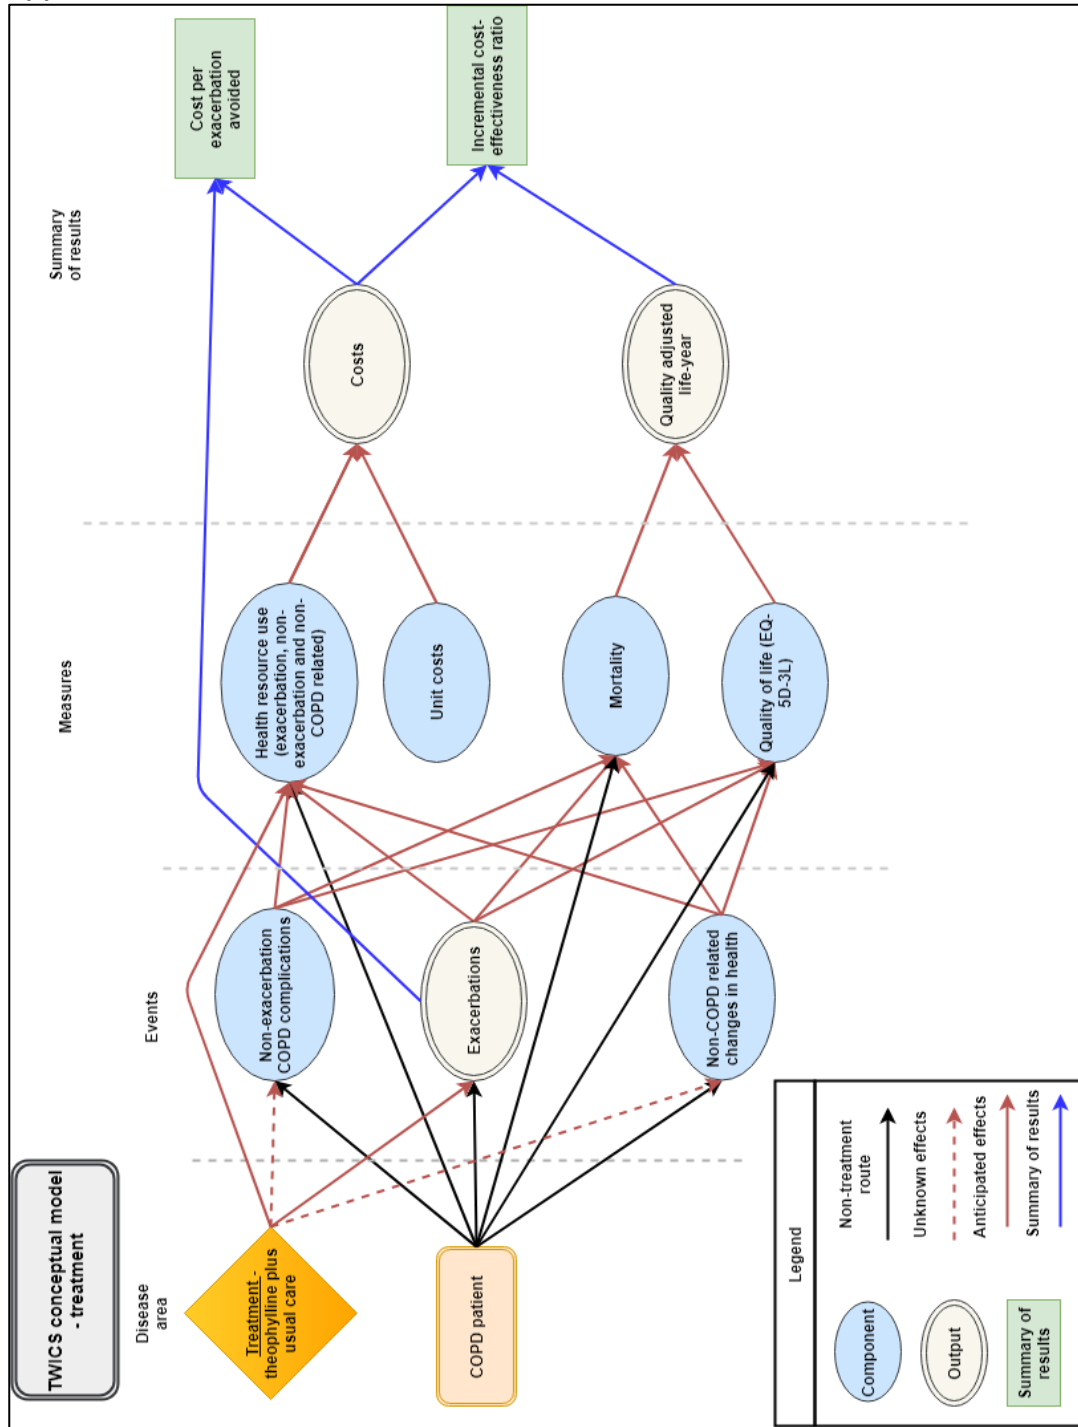 TWICS conceptual model
- treatment
Disease
area
Events
Measures
Summary
of results
Treatment -
theophylline plus
usual care
COPD patient
Non-exacerbation
COPD complications
Exacerbations
Non-COPD related
changes in health
Health resource use
(exacerbation, non-
exacerbation and non-
COPD related)
Unit costs
Mortality
Quality of life (EQ-
5D-3L)
Costs
Quality adjusted
life-year
Cost per
exacerbation
avoided
Incremental cost-
effectiveness ratio
Legend
Component
Output
Summary of
results
Non-treatment
route
Unknown effects
Anticipated effects
Summary of results